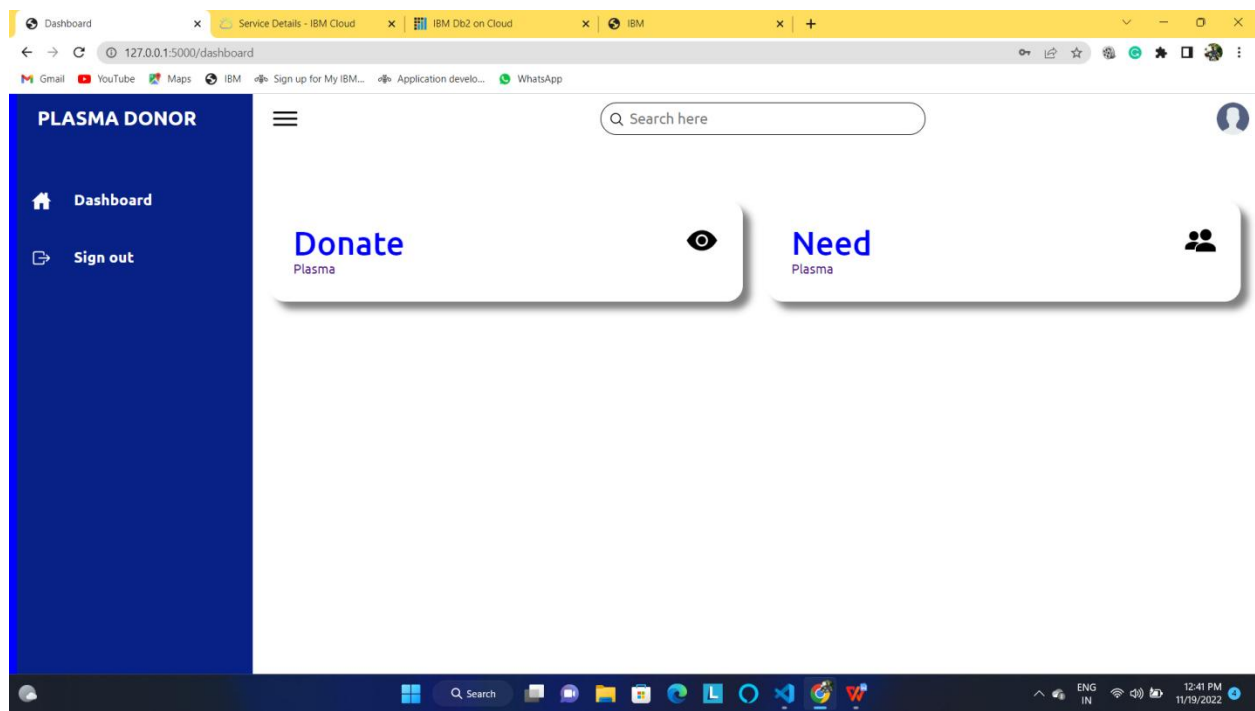 Dashboard
Service Details - IBM Cloud
IBM Db2 on Cloud
IBM
127.0.0.1:5000/dashboard
Gmail
YouTube
Maps
IBM
Sign up for My IBM...
Application develo...
WhatsApp
PLASMA DONOR
Search here
Dashboard
Sign out
Donate
Plasma
Need
Plasma
Search
ENG
IN
12:41 PM
11/19/2022
4